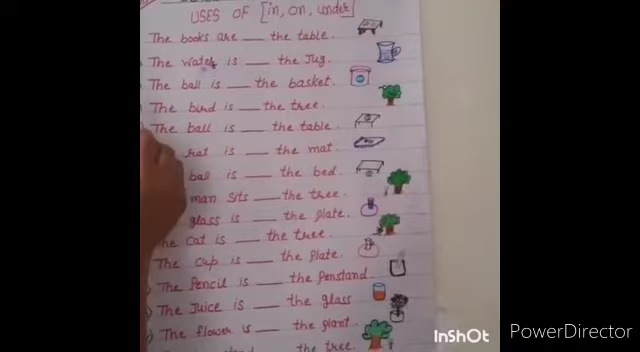 USES OF [in, on, under]
The books are ___ the table.
The water is ___ the Jug.
The ball is ___ the basket.
The bird is ___ the tree.
The ball is ___ the table.
hat is ___ the mat.
ball is ___ the bed.
man sits ___ the tree.
glass is ___ the plate.
The cat is ___ the tree.
The cup is ___ the plate.
The pencil is ___ the penstand.
The Juice is ___ the glass
The flower is ___ the plant.
the tree.
InShOt
PowerDirector